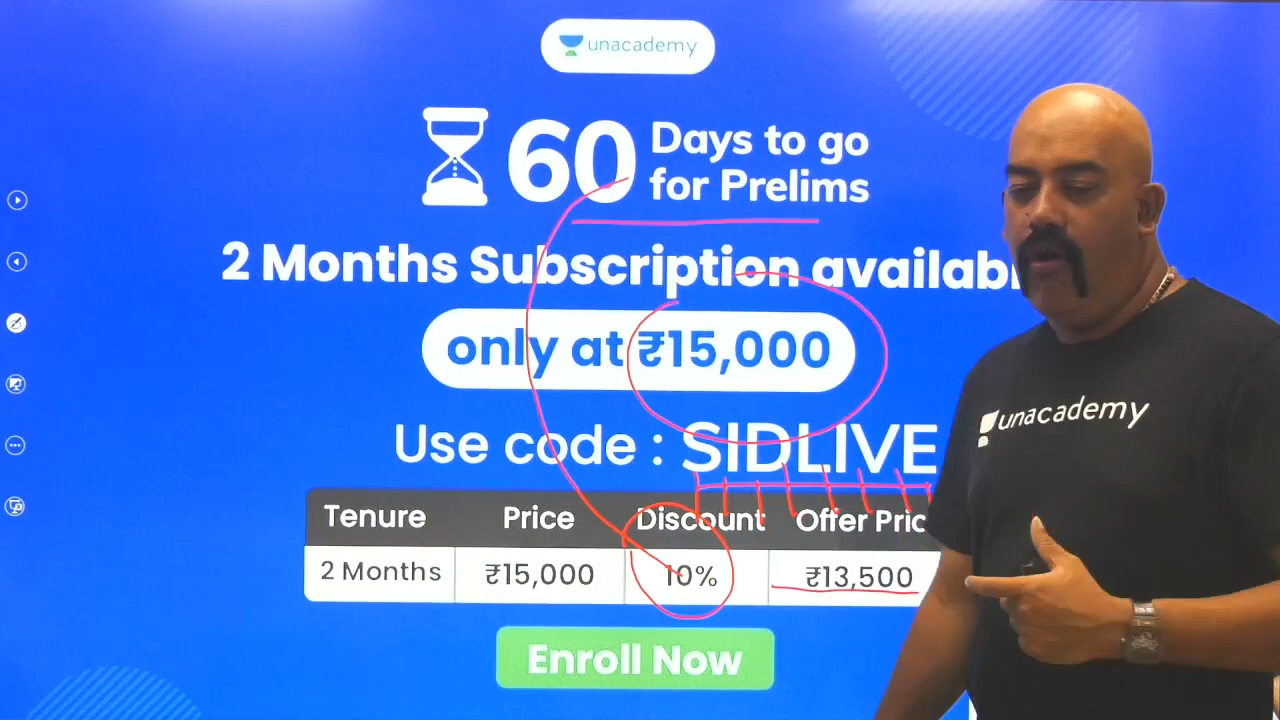 unacademy
60 Days to go
for Prelims
2 Months Subscription availabl
only at ₹15,000
Use code : SIDLIVE
Tenure Price Discount Offer Pric
2 Months ₹15,000 10% ₹13,500
Enroll Now
unacademy